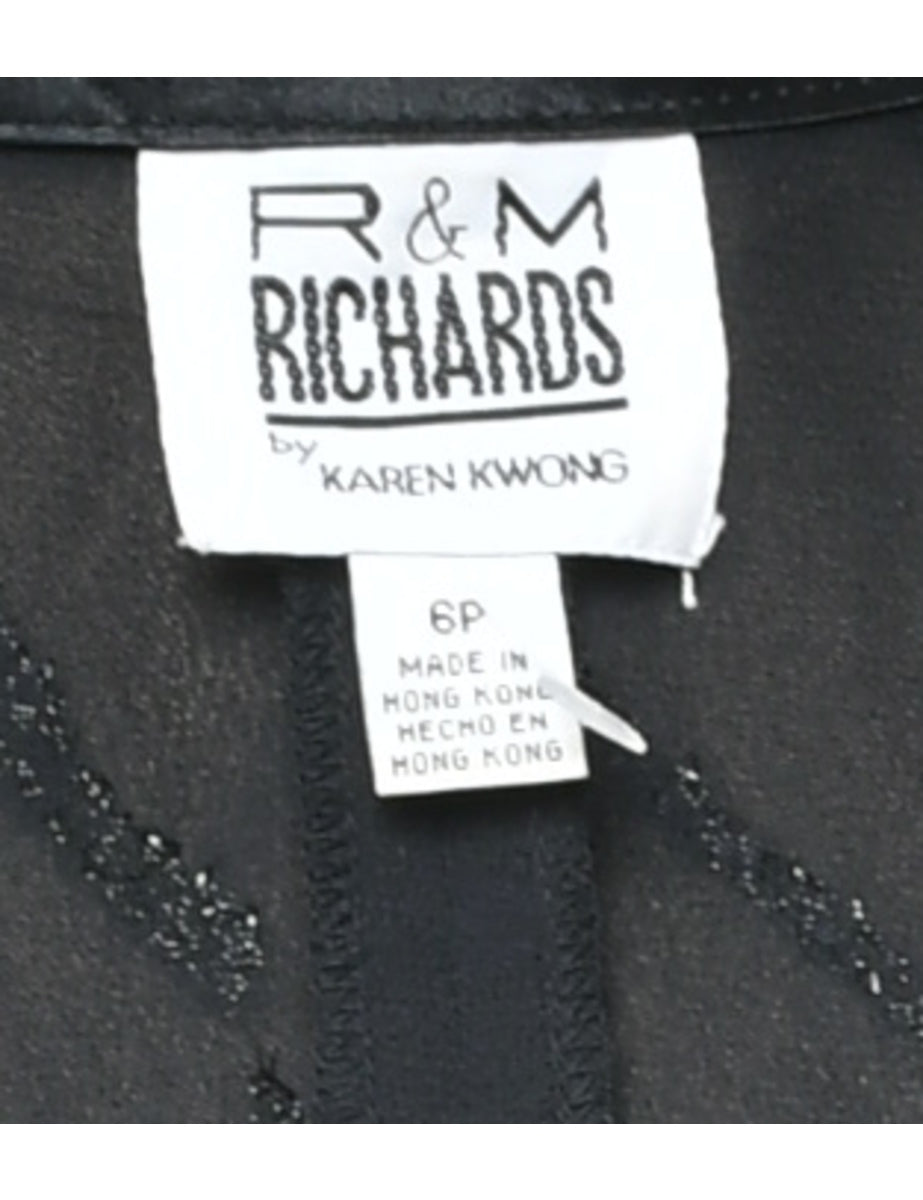 R & M
RICHARDS
by
KAREN KWONG
6P
MADE IN
HONG KONG
HECHO EN
HONG KONG